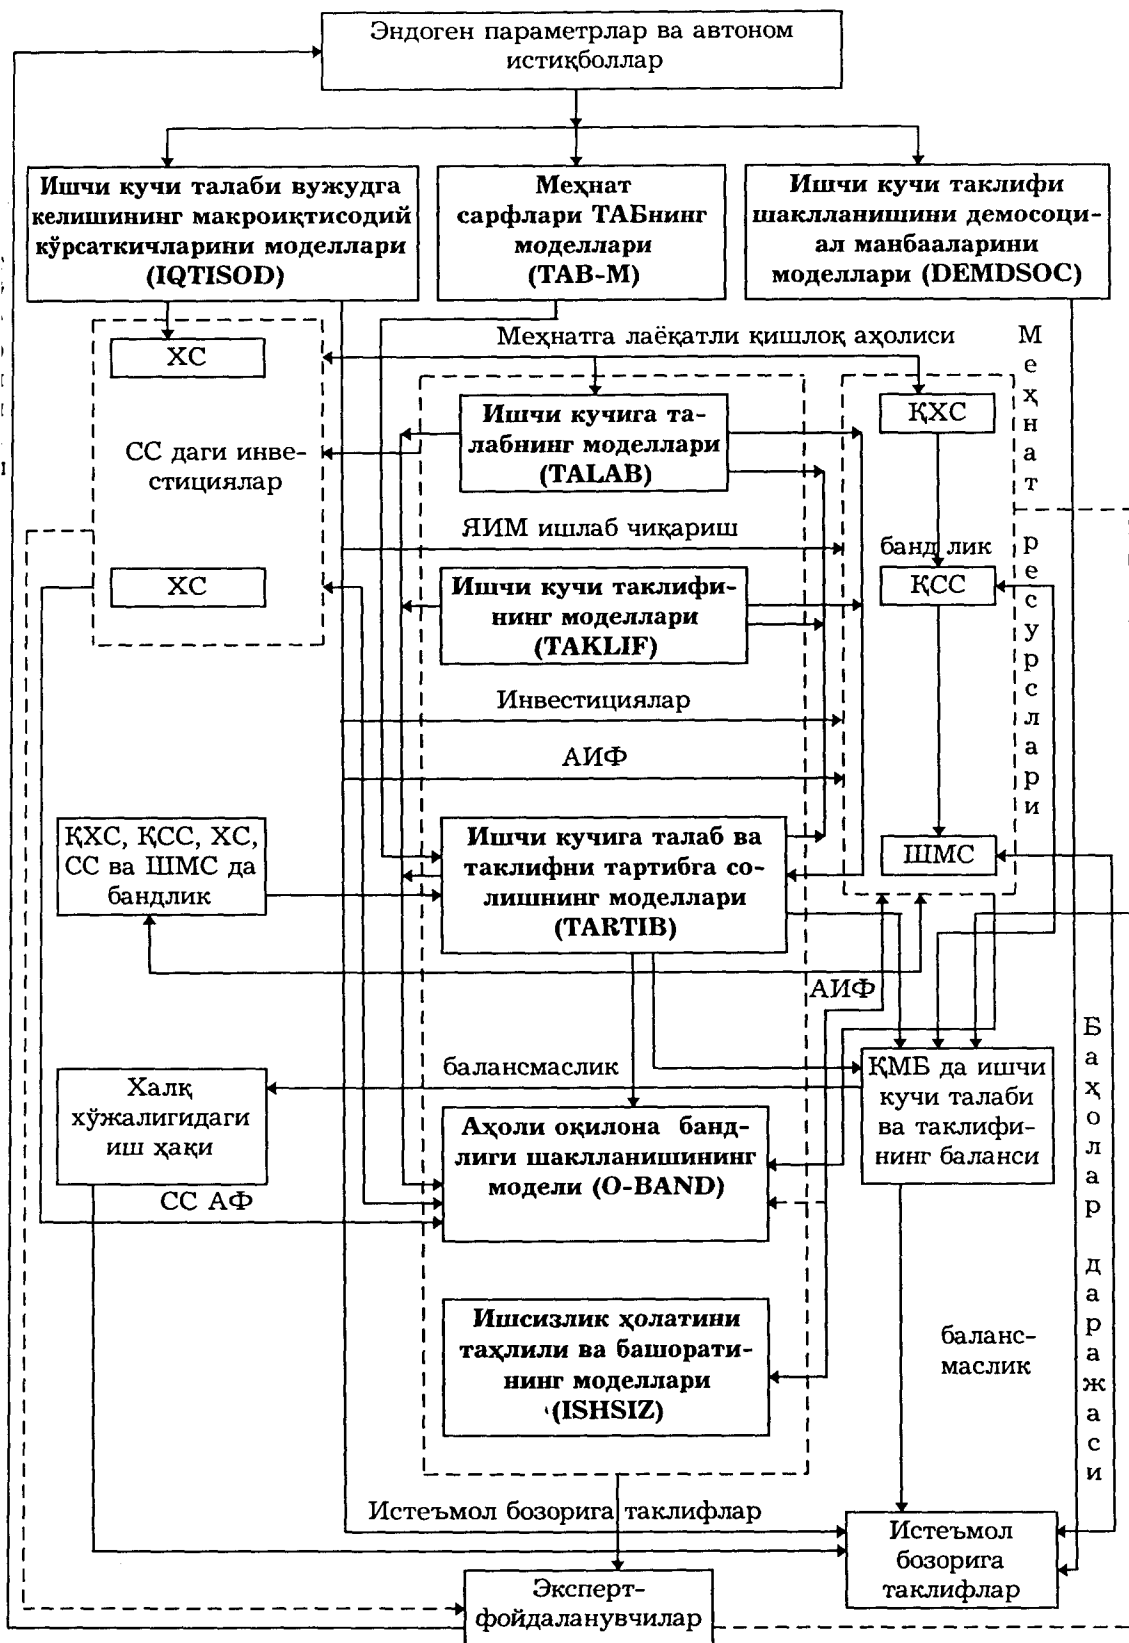 Эндоген параметрлар ва автоном
истиқболлар
Ишчи кучи талаби вужудга
келишининг макроиқтисодий
кўрсаткичларини моделлари
(IQTISOD)
Меҳнат
сарфлари ТАБнинг
моделлари
(TAB-M)
Ишчи кучи таклифи
шаклланишини демосоци-
ал манбааларини
моделлари (DEMDSOC)
Меҳнатга лаёқатли қишлоқ аҳолиси
ХС
СС даги инве-
стициялар
ХС
Ишчи кучига та-
лабнинг моделлари
(TALAB)
ҚХС
ЯИМ ишлаб чиқариш
банд лик
ҚСС
Ишчи кучи таклифи-
нинг моделлари
(TAKLIF)
Меҳнат ресурслари
Инвестициялар
АИФ
ҚХС, ҚСС, ХС,
СС ва ШМС да
бандлик
Ишчи кучига талаб ва
таклифни тартибга со-
лишнинг моделлари
(TARTIB)
ШМС
АИФ
балансмаслик
Халқ
хўжалигидаги
иш ҳақи
ҚМБ да ишчи
кучи талаби
ва таклифи-
нинг баланси
Аҳоли оқилона банд-
лиги шаклланишининг
модели (O-BAND)
СС АФ
Баҳолар даражаси
Ишсизлик ҳолатини
таҳлили ва башорати-
нинг моделлари
(ISHSIZ)
баланс-
маслик
Истеъмол бозорига таклифлар
Истеъмол
бозорига
таклифлар
Эксперт-
фойдаланувчилар